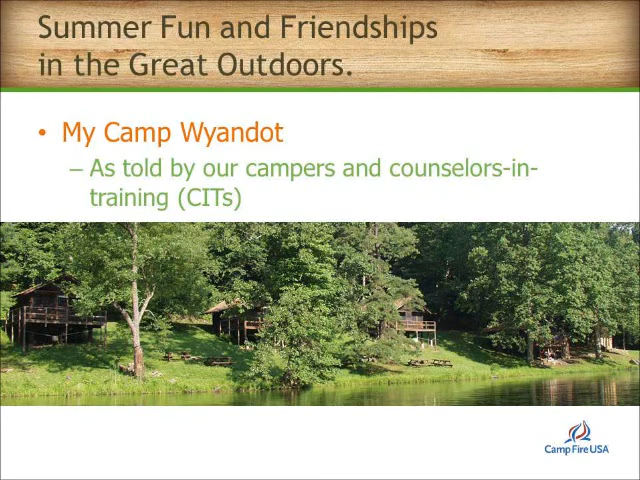 Summer Fun and Friendships
in the Great Outdoors.
• My Camp Wyandot
– As told by our campers and counselors-in-
training (CITs)
Camp Fire USA